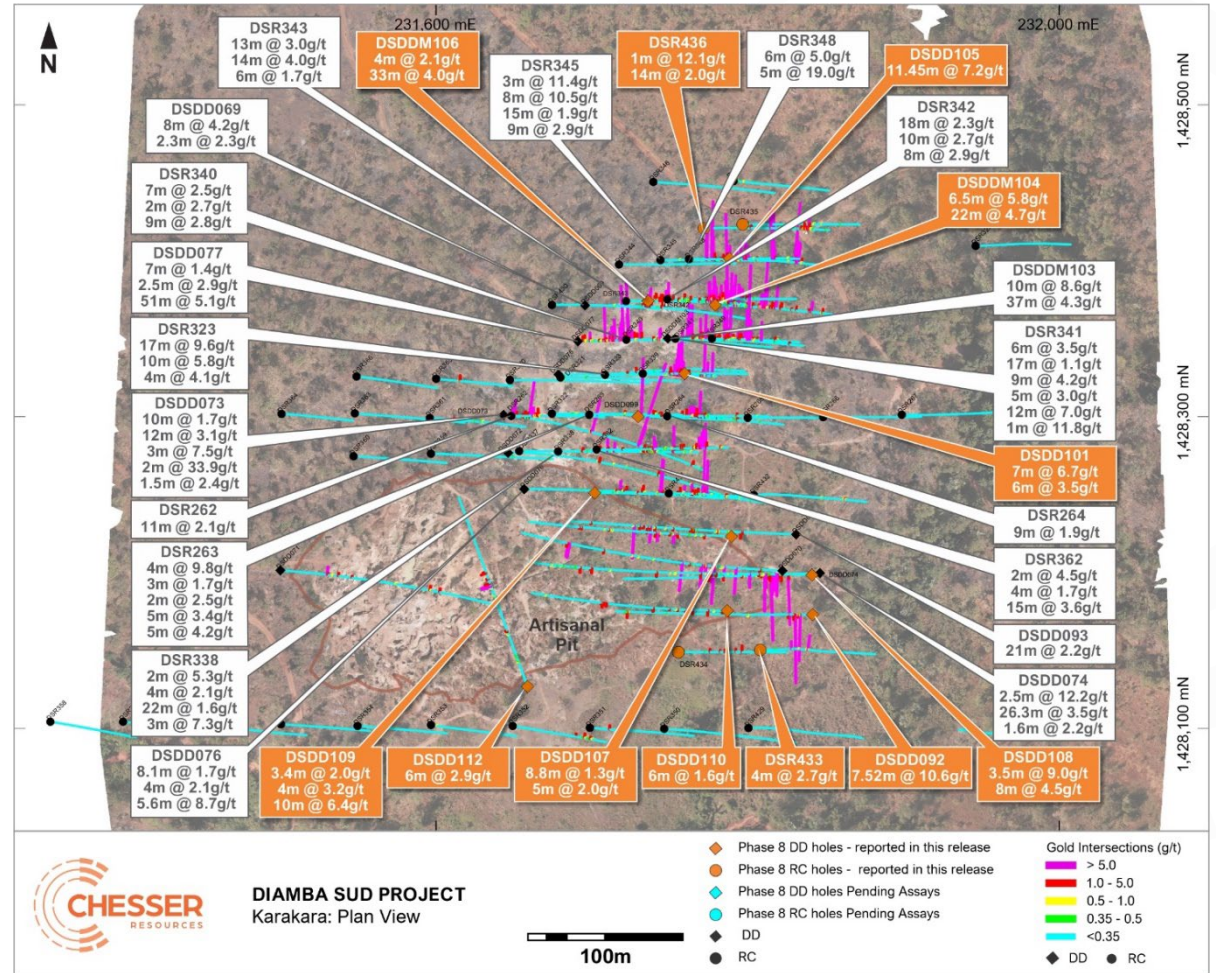 231,600 mE
232,000 mE
N
DSR343
13m @ 3.0g/t
14m @ 4.0g/t
6m @ 1.7g/t
DSDDM106
4m @ 2.1g/t
33m @ 4.0g/t
DSR345
3m @ 11.4g/t
8m @ 10.5g/t
15m @ 1.9g/t
9m @ 2.9g/t
DSR436
1m @ 12.1g/t
14m @ 2.0g/t
DSR348
6m @ 5.0g/t
5m @ 19.0g/t
DSDD105
11.45m @ 7.2g/t
DSR342
18m @ 2.3g/t
10m @ 2.7g/t
8m @ 2.9g/t
DSDDM104
6.5m @ 5.8g/t
22m @ 4.7g/t
1,428,500 mN
DSDD069
8m @ 4.2g/t
2.3m @ 2.3g/t
DSR340
7m @ 2.5g/t
2m @ 2.7g/t
9m @ 2.8g/t
DSDD077
7m @ 1.4g/t
2.5m @ 2.9g/t
51m @ 5.1g/t
DSR323
17m @ 9.6g/t
10m @ 5.8g/t
4m @ 4.1g/t
DSDD073
10m @ 1.7g/t
12m @ 3.1g/t
3m @ 7.5g/t
2m @ 33.9g/t
1.5m @ 2.4g/t
DSR262
11m @ 2.1g/t
DSR263
4m @ 9.8g/t
3m @ 1.7g/t
2m @ 2.5g/t
5m @ 3.4g/t
5m @ 4.2g/t
DSR338
2m @ 5.3g/t
4m @ 2.1g/t
22m @ 1.6g/t
3m @ 7.3g/t
DSDD076
8.1m @ 1.7g/t
4m @ 2.1g/t
5.6m @ 8.7g/t
DSR435
DSDD073
DSDD099
DSDD074
DSR434
Artisanal
Pit
DSDDM103
10m @ 8.6g/t
37m @ 4.3g/t
DSR341
6m @ 3.5g/t
17m @ 1.1g/t
9m @ 4.2g/t
5m @ 3.0g/t
12m @ 7.0g/t
1m @ 11.8g/t
1,428,300 mN
DSDD101
7m @ 6.7g/t
6m @ 3.5g/t
DSR264
9m @ 1.9g/t
DSR362
2m @ 4.5g/t
4m @ 1.7g/t
15m @ 3.6g/t
DSDD093
21m @ 2.2g/t
DSDD074
2.5m @ 12.2g/t
26.3m @ 3.5g/t
1.6m @ 2.2g/t
1,428,100 mN
DSDD109
3.4m @ 2.0g/t
4m @ 3.2g/t
10m @ 6.4g/t
DSDD112
6m @ 2.9g/t
DSDD107
8.8m @ 1.3g/t
5m @ 2.0g/t
DSDD110
6m @ 1.6g/t
DSR433
4m @ 2.7g/t
DSDD092
7.52m @ 10.6g/t
DSDD108
3.5m @ 9.0g/t
8m @ 4.5g/t
CHESSER
RESOURCES
DIAMBA SUD PROJECT
Karakara: Plan View
100m
Phase 8 DD holes - reported in this release
Phase 8 RC holes - reported in this release
Phase 8 DD holes Pending Assays
Phase 8 RC holes Pending Assays
DD
RC
Gold Intersections (g/t)
> 5.0
1.0 - 5.0
0.5 - 1.0
0.35 - 0.5
<0.35
DD RC